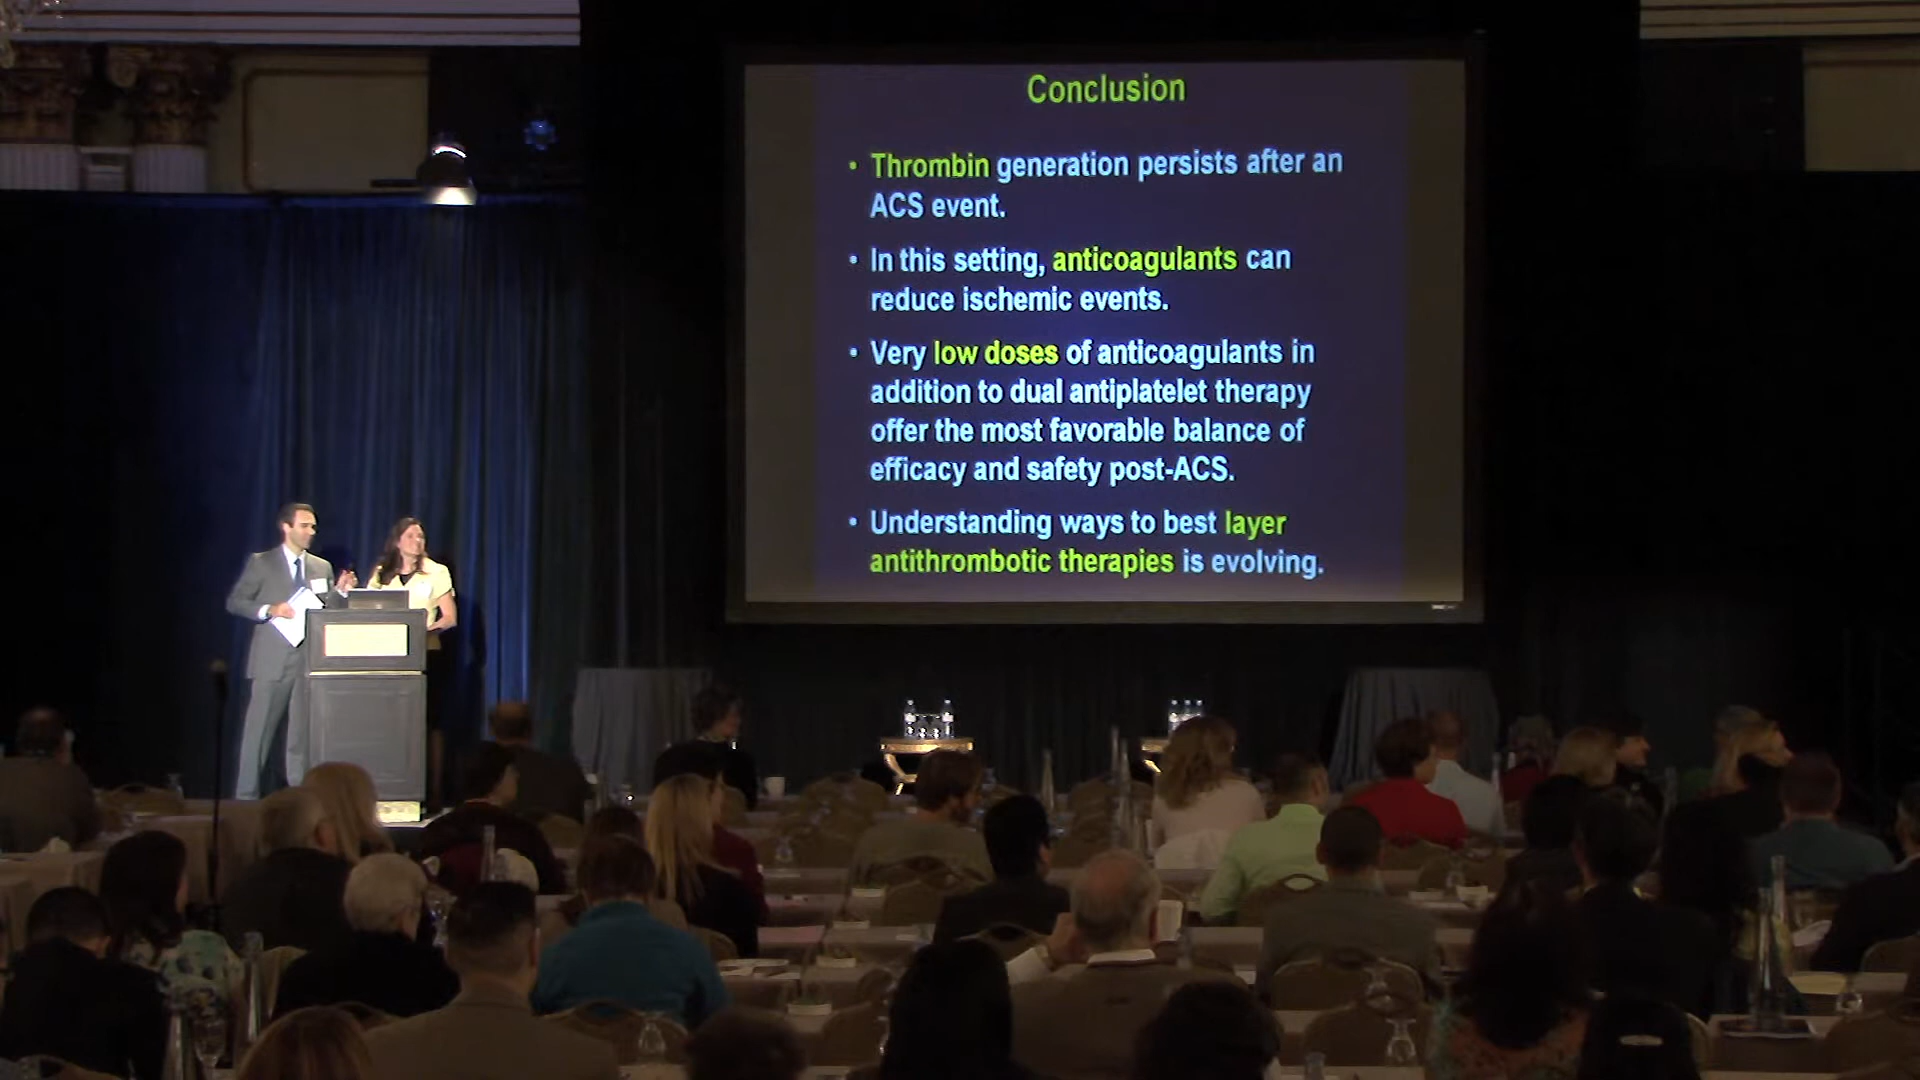 Conclusion
• Thrombin generation persists after an
ACS event.
• In this setting, anticoagulants can
reduce ischemic events.
• Very low doses of anticoagulants in
addition to dual antiplatelet therapy
offer the most favorable balance of
efficacy and safety post-ACS.
• Understanding ways to best layer
antithrombotic therapies is evolving.